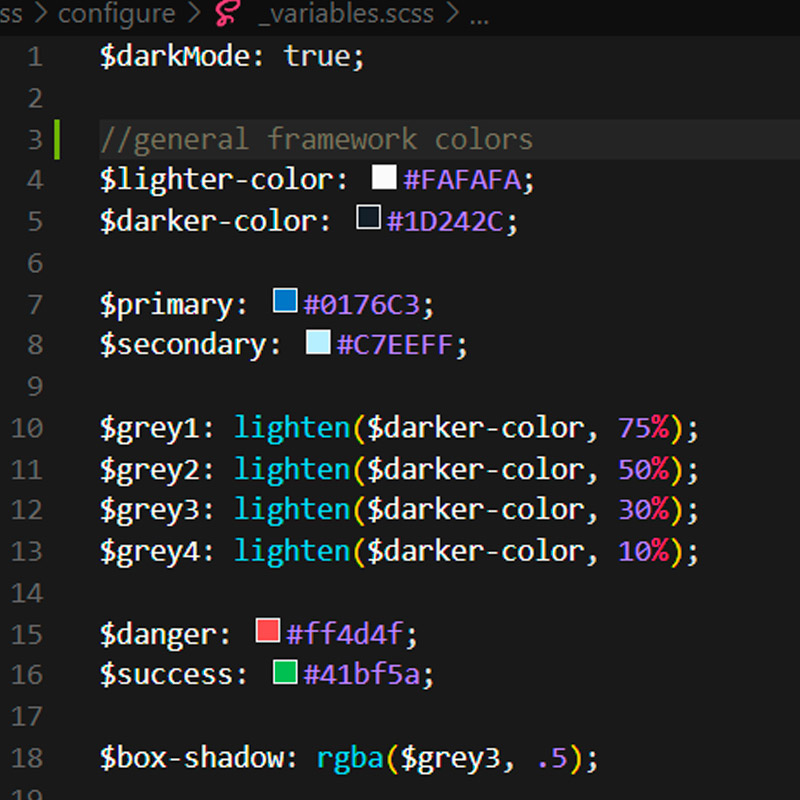 ss > configure > _variables.scss > ...
1 $darkMode: true;
2
3 //general framework colors
4 $lighter-color: #FAFAFA;
5 $darker-color: #1D242C;
6
7 $primary: #0176C3;
8 $secondary: #C7EEFF;
9
10 $grey1: lighten($darker-color, 75%);
11 $grey2: lighten($darker-color, 50%);
12 $grey3: lighten($darker-color, 30%);
13 $grey4: lighten($darker-color, 10%);
14
15 $danger: #ff4d4f;
16 $success: #41bf5a;
17
18 $box-shadow: rgba($grey3, .5);
19